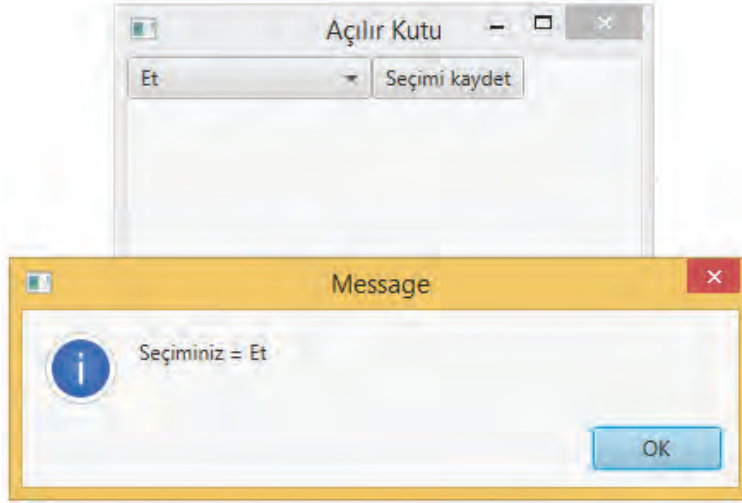 Açılır Kutu
Et
Seçimi kaydet
Message
Seçiminiz = Et
OK